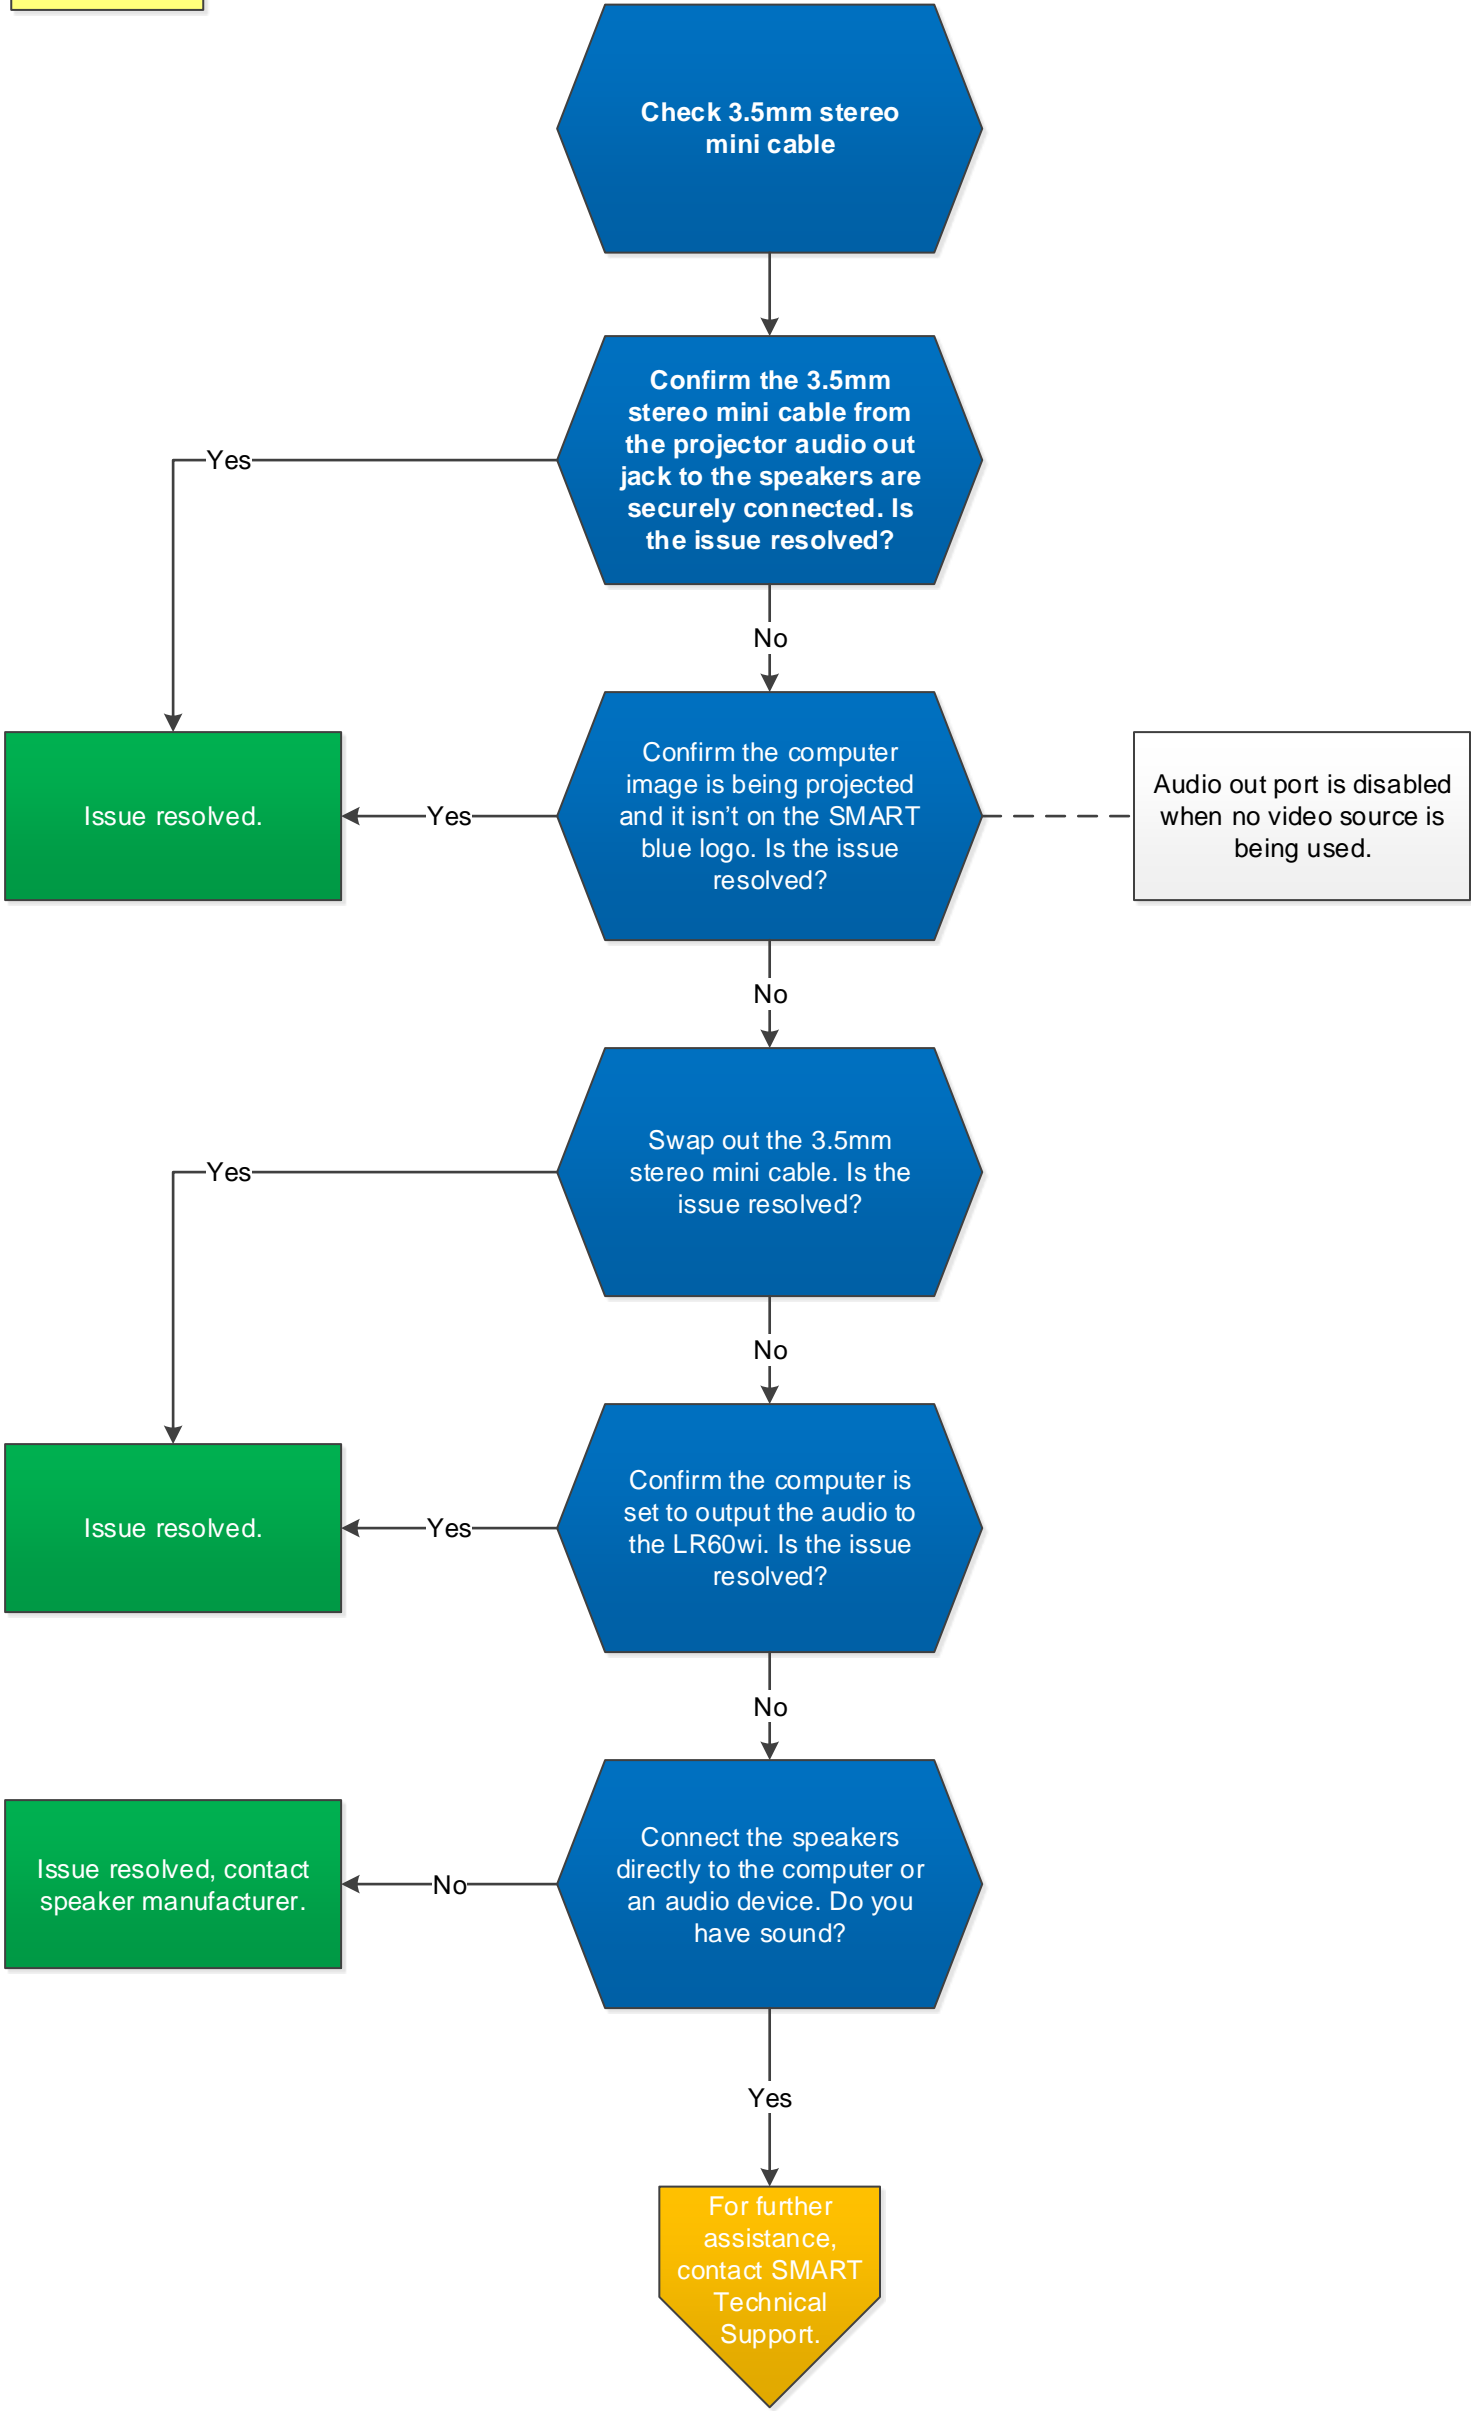 Check 3.5mm stereo
mini cable
Confirm the 3.5mm
stereo mini cable from
the projector audio out
jack to the speakers are
securely connected. Is
the issue resolved?
Yes
No
Issue resolved.
Yes
Confirm the computer
image is being projected
and it isn’t on the SMART
blue logo. Is the issue
resolved?
Audio out port is disabled
when no video source is
being used.
No
Swap out the 3.5mm
stereo mini cable. Is the
issue resolved?
Yes
No
Issue resolved.
Yes
Confirm the computer is
set to output the audio to
the LR60wi. Is the issue
resolved?
No
Issue resolved, contact
speaker manufacturer.
No
Connect the speakers
directly to the computer or
an audio device. Do you
have sound?
Yes
For further
assistance,
contact SMART
Technical
Support.